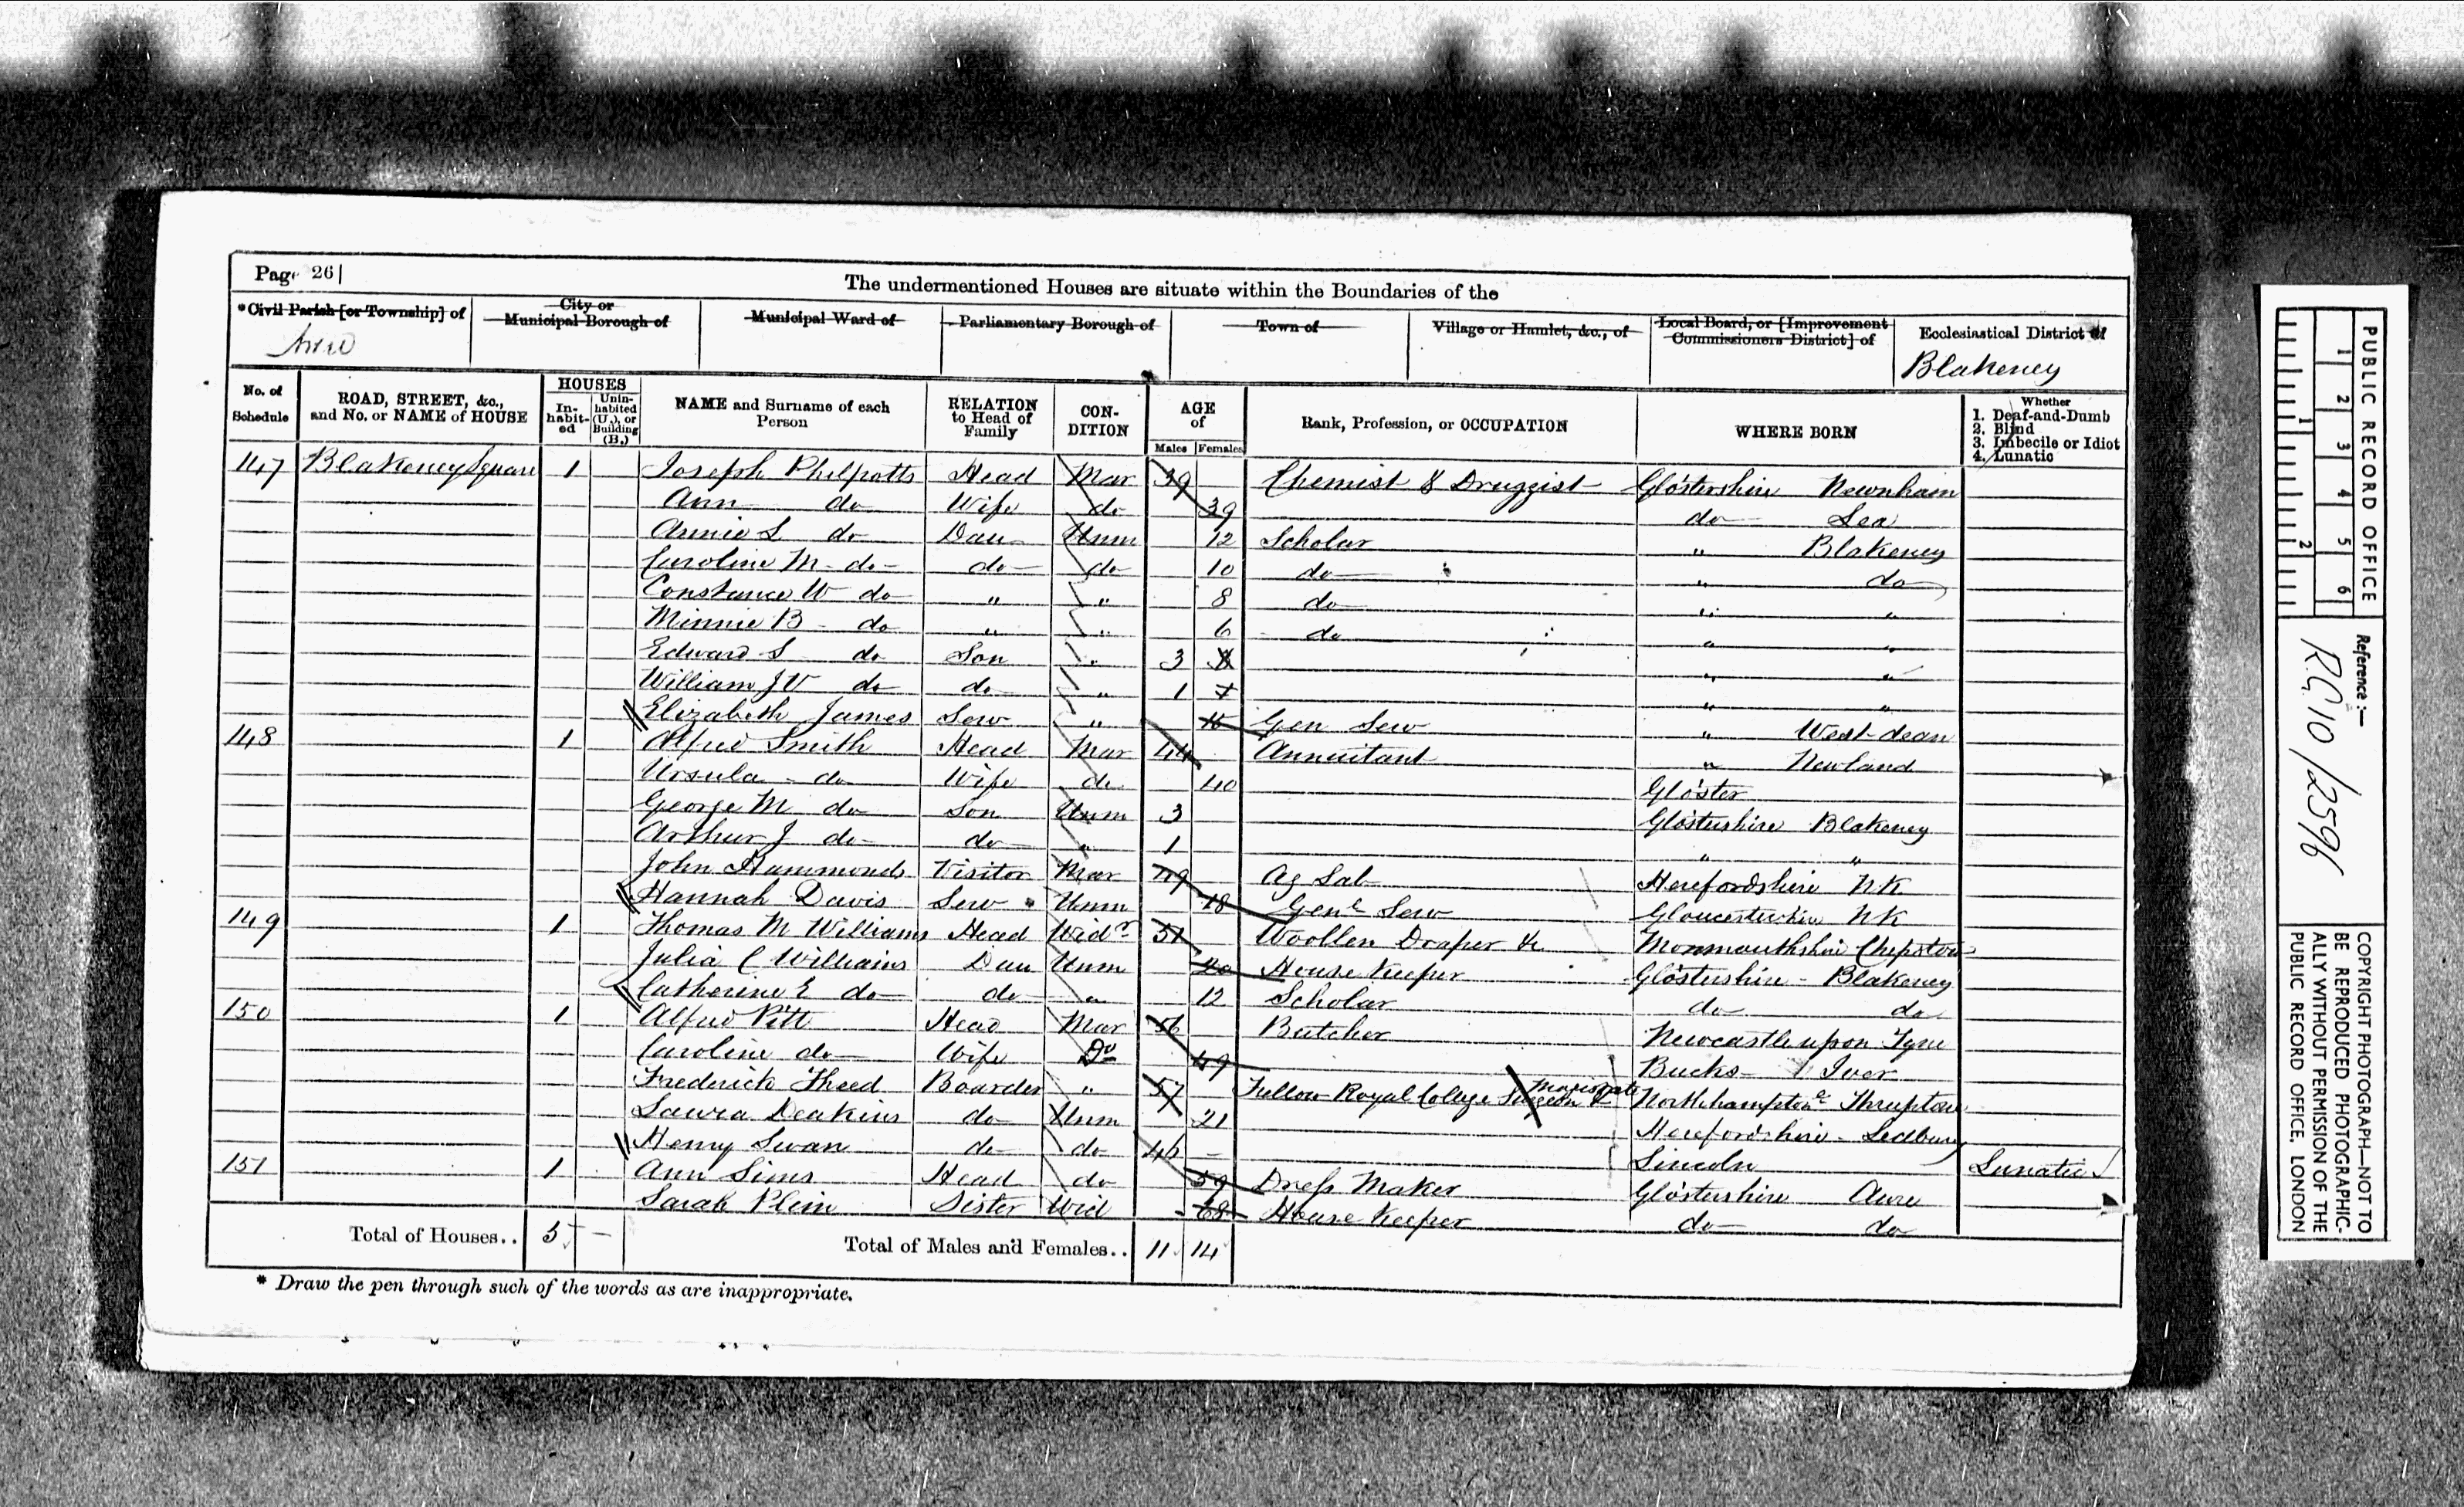 Page 26
The undermentioned Houses are situate within the Boundaries of the
*Civil Parish [or Township] of
City or Municipal Borough of
Municipal Ward of
Parliamentary Borough of
Town of
Village or Hamlet, &c., of
Local Board, or [Improvement Commissioners District] of
Ecclesiastical District of
Awre
Blakeney
No. of Schedule
ROAD, STREET, &c., and No. or NAME of HOUSE
HOUSES
In-habit-ed
Unin-habited (U.), or Building (B.)
NAME and Surname of each Person
RELATION to Head of Family
CON-DITION
AGE of
Males Females
Rank, Profession, or OCCUPATION
WHERE BORN
Whether
1. Deaf-and-Dumb
2. Blind
3. Imbecile or Idiot
4. Lunatic
147 Blakeney Square 1 Joseph Philpotts Head Mar 39 Chemist & Druggist Glostershire Newnham
Ann do Wife do 39 do Lea
Annie L do Dau Unm 12 Scholar " Blakeney
Caroline M do do do 10 do " do
Constance W do " " 8 do " "
Minnie B do " " 6 do " "
Edward S do Son " 3 " "
William J V do do " 1 " "
Elizabeth James Serv " Gen Serv " West dean
148 1 Alfred Smith Head Mar 44 Annuitant " Newland
Ursula do Wife do 40 Gloster
George M do Son Unm 3 Glostershire Blakeney
Arthur J do do " 1 " "
John Hammonds Visitor Mar 49 Ag Lab Herefordshire NK
Hannah Davis Serv Unm 18 Genl Serv Gloucestershire NK
149 1 Thomas M Williams Head Widr 51 Woollen Draper &c Monmouthshire Chepstow
Julia C Williams Dau Unm 20 House Keeper Glostershire - Blakeney
Catherine E do do " 12 Scholar do do
150 1 Alfred Pitt Head Mar 56 Butcher Newcastle upon Tyne
Caroline do Wife Do 49 Bucks Iver
Frederick Theed Boarder " 57 Fellow Royal College Surgeon & Northampton Thrapston
Laura Deakins do Unm 21 Herefordshire - Ledbury
Henry Swan do do 46 - Lincoln Lunatic
151 1 Ann Sims Head do 59 Dress Maker Glostershire Awre
Sarah Plein Sister Wid 68 House Keeper do do
Total of Houses.. 5 -
Total of Males and Females.. 11 14
* Draw the pen through such of the words as are inappropriate.
PUBLIC RECORD OFFICE
1 2 3 4 5 6
1 2
Reference :-
RG 10/2596
COPYRIGHT PHOTOGRAPH—NOT TO
BE REPRODUCED PHOTOGRAPHIC-
ALLY WITHOUT PERMISSION OF THE
PUBLIC RECORD OFFICE, LONDON